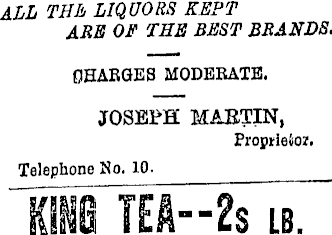 ALL THE LIQUORS KEPT
ARE OF THE BEST BRANDS.
CHARGES MODERATE.
JOSEPH MARTIN,
Proprietor.
Telephone No. 10.
KING TEA--2s LB.